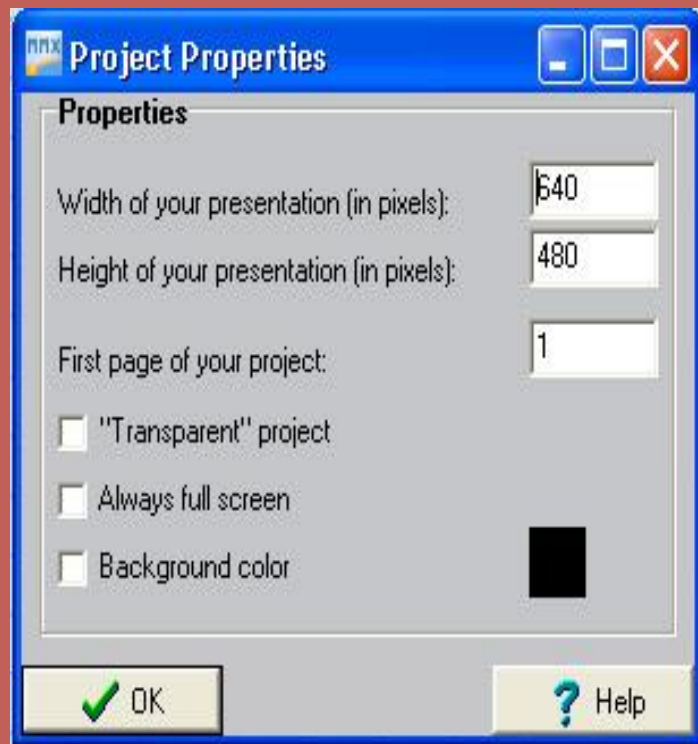 MMX Project Properties
Properties
Width of your presentation (in pixels): 640
Height of your presentation (in pixels): 480
First page of your project: 1
"Transparent" project
Always full screen
Background color
OK ? Help